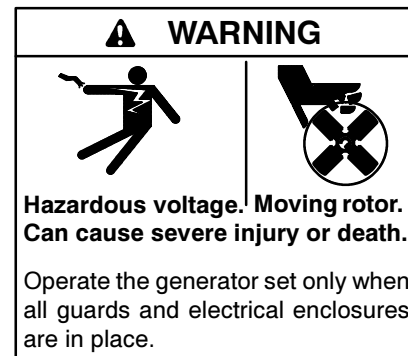 WARNING
Hazardous voltage. Moving rotor.
Can cause severe injury or death.
Operate the generator set only when
all guards and electrical enclosures
are in place.